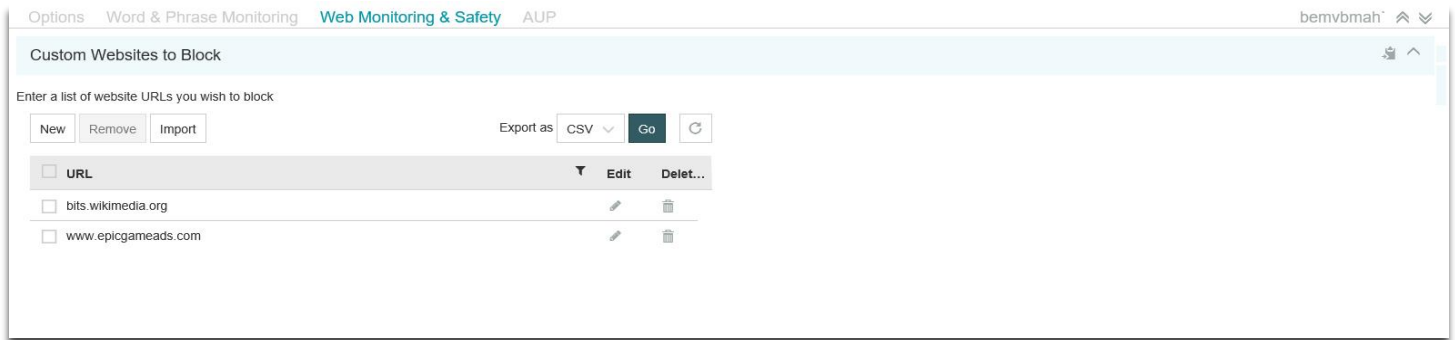 Options Word & Phrase Monitoring Web Monitoring & Safety AUP bemvbmah
Custom Websites to Block
Enter a list of website URLs you wish to block
New Remove Import Export as CSV Go
URL Edit Delet...
bits.wikimedia.org
www.epicgameads.com